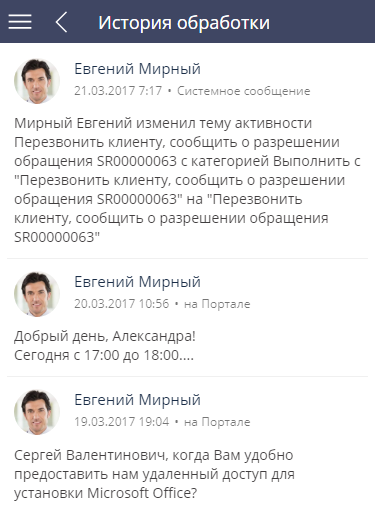 История обработки
Евгений Мирный
21.03.2017 7:17 • Системное сообщение
Мирный Евгений изменил тему активности
Перезвонить клиенту, сообщить о разрешении
обращения SR00000063 с категорией Выполнить с
"Перезвонить клиенту, сообщить о разрешении
обращения SR00000063" на "Перезвонить
клиенту, сообщить о разрешении обращения
SR00000063"
Евгений Мирный
20.03.2017 10:56 • на Портале
Добрый день, Александра!
Сегодня с 17:00 до 18:00....
Евгений Мирный
19.03.2017 19:04 • на Портале
Сергей Валентинович, когда Вам удобно
предоставить нам удаленный доступ для
установки Microsoft Office?